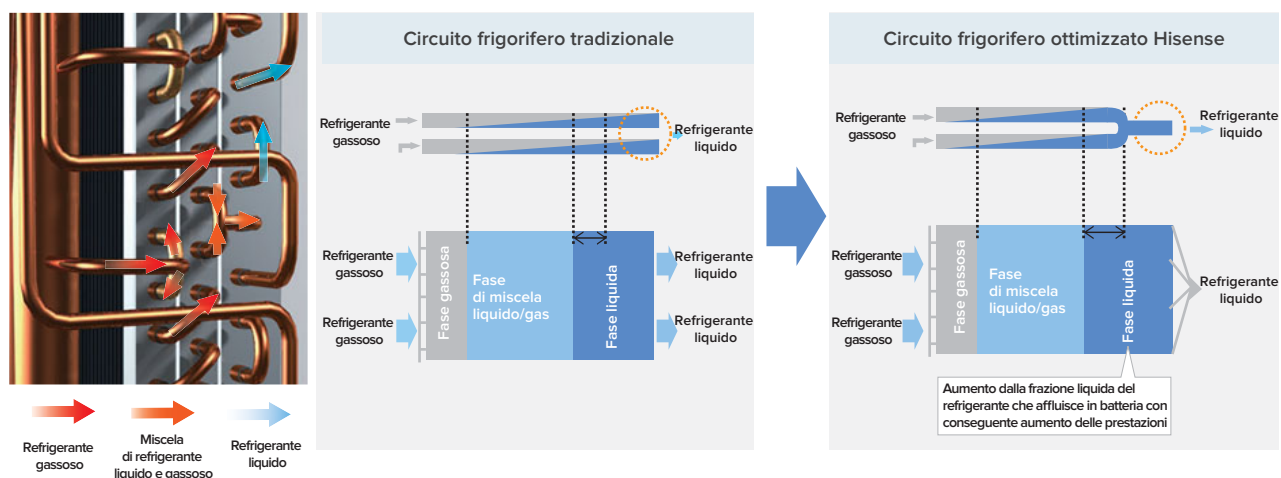 Circuito frigorifero tradizionale
Refrigerante
gassoso
Refrigerante
liquido
Refrigerante
gassoso
Refrigerante
gassoso
Fase gassosa
Fase
di miscela
liquido/gas
Fase liquida
Refrigerante
liquido
Refrigerante
liquido
Circuito frigorifero ottimizzato Hisense
Refrigerante
gassoso
Refrigerante
liquido
Refrigerante
gassoso
Refrigerante
gassoso
Fase gassosa
Fase
di miscela
liquido/gas
Fase liquida
Refrigerante
liquido
Aumento dalla frazione liquida del
refrigerante che affluisce in batteria con
conseguente aumento delle prestazioni
Refrigerante
gassoso
Miscela
di refrigerante
liquido e gassoso
Refrigerante
liquido